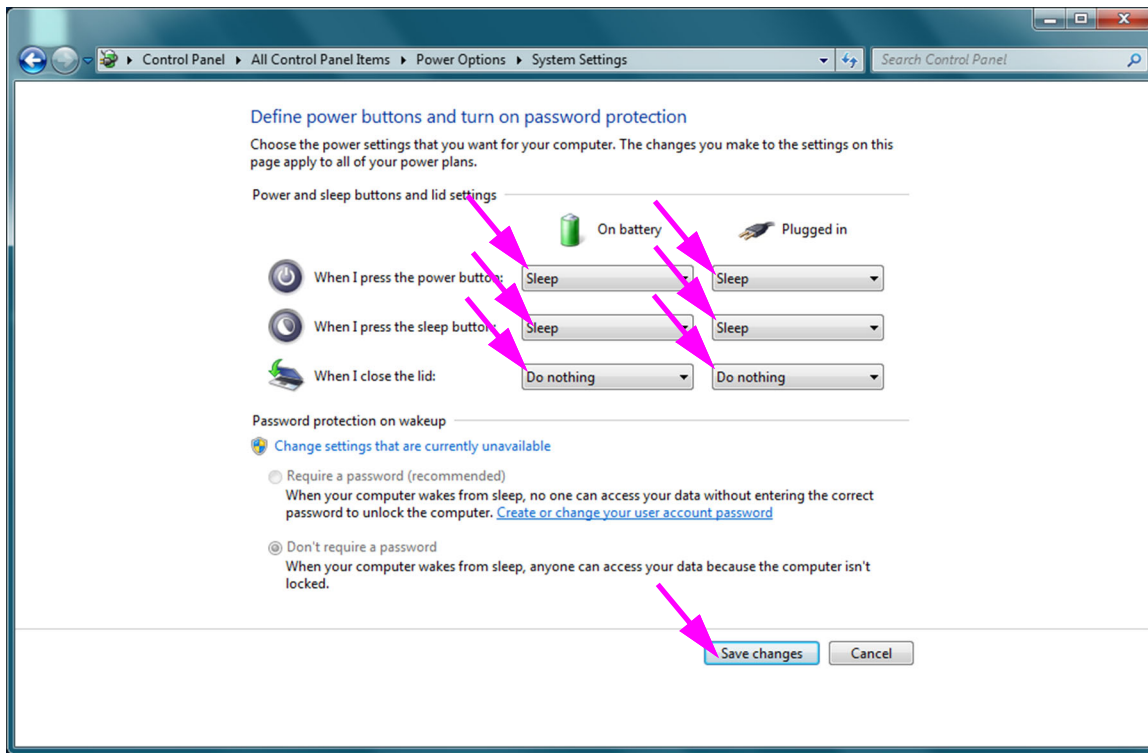 Control Panel All Control Panel Items Power Options System Settings Search Control Panel
Define power buttons and turn on password protection
Choose the power settings that you want for your computer. The changes you make to the settings on this
page apply to all of your power plans.
Power and sleep buttons and lid settings
On battery Plugged in
When I press the power button: Sleep Sleep
When I press the sleep button: Sleep Sleep
When I close the lid: Do nothing Do nothing
Password protection on wakeup
Change settings that are currently unavailable
Require a password (recommended)
When your computer wakes from sleep, no one can access your data without entering the correct
password to unlock the computer. Create or change your user account password
Don't require a password
When your computer wakes from sleep, anyone can access your data because the computer isn't
locked.
Save changes Cancel